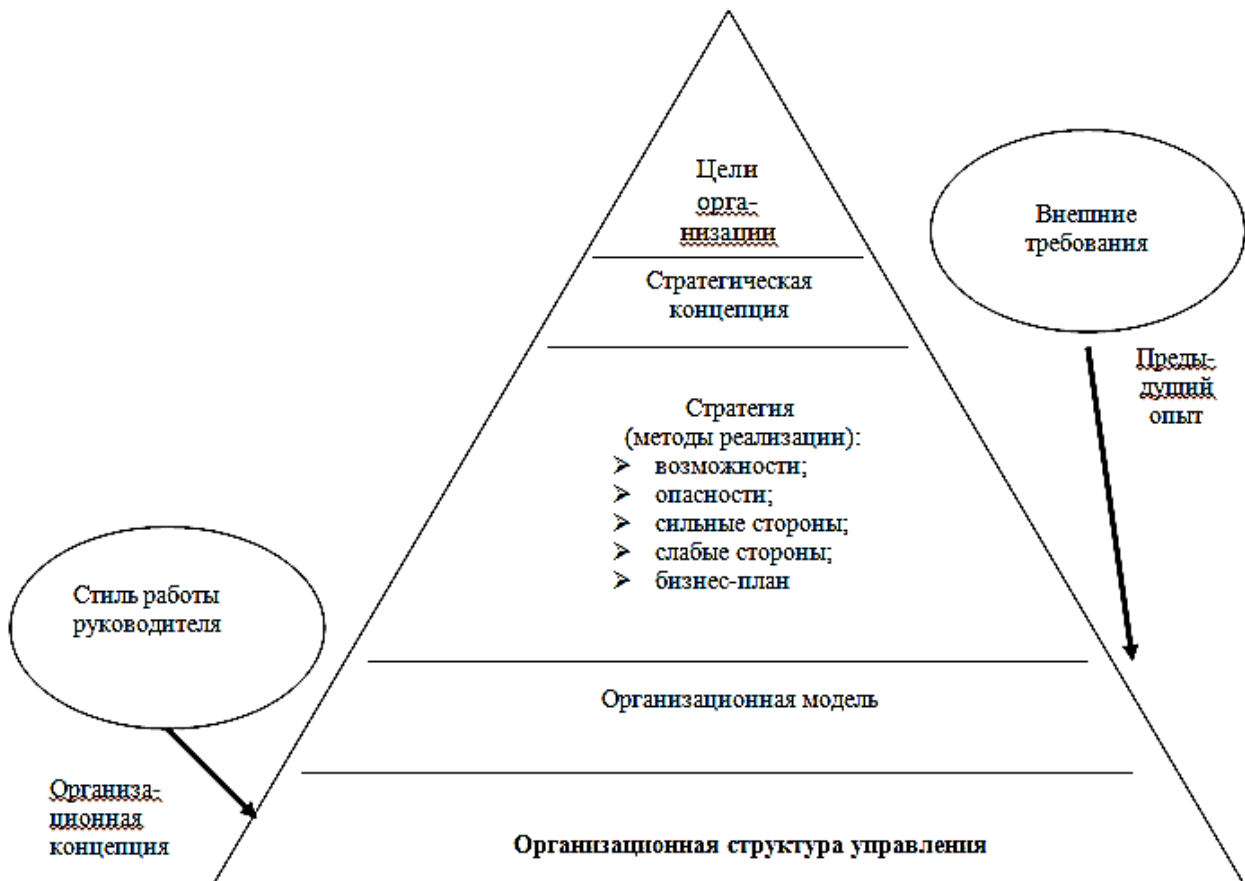 Цели
орга-
низации
Внешние
требования
Стратегическая
концепция
Преды-
дущий
опыт
Стратегия
(методы реализации):
➢ возможности;
➢ опасности;
➢ сильные стороны;
➢ слабые стороны;
➢ бизнес-план
Стиль работы
руководителя
Организационная модель
Организа-
ционная
концепция
Организационная структура управления